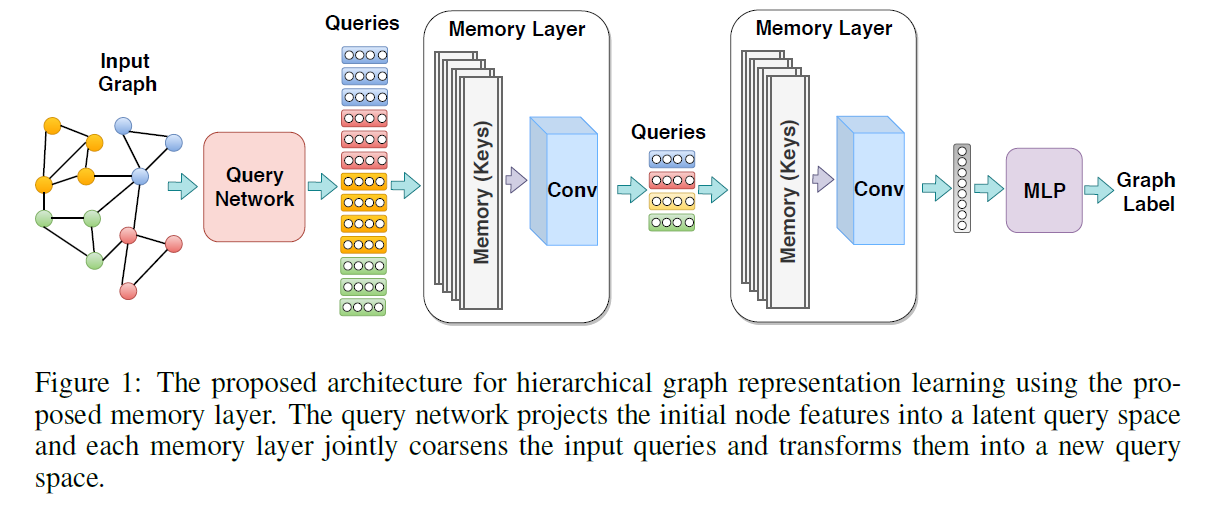 Input
Graph
Query
Network
Queries
Memory Layer
Memory (Keys)
Conv
Queries
Memory Layer
Memory (Keys)
Conv
MLP
Graph
Label
Figure 1: The proposed architecture for hierarchical graph representation learning using the pro-
posed memory layer. The query network projects the initial node features into a latent query space
and each memory layer jointly coarsens the input queries and transforms them into a new query
space.